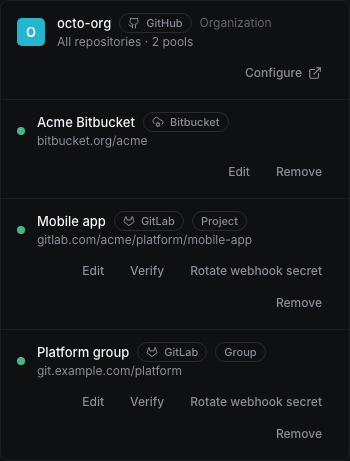 O octo-org GitHub Organization
All repositories · 2 pools
Configure
Acme Bitbucket Bitbucket
bitbucket.org/acme
Edit Remove
Mobile app GitLab Project
gitlab.com/acme/platform/mobile-app
Edit Verify Rotate webhook secret
Remove
Platform group GitLab Group
git.example.com/platform
Edit Verify Rotate webhook secret
Remove